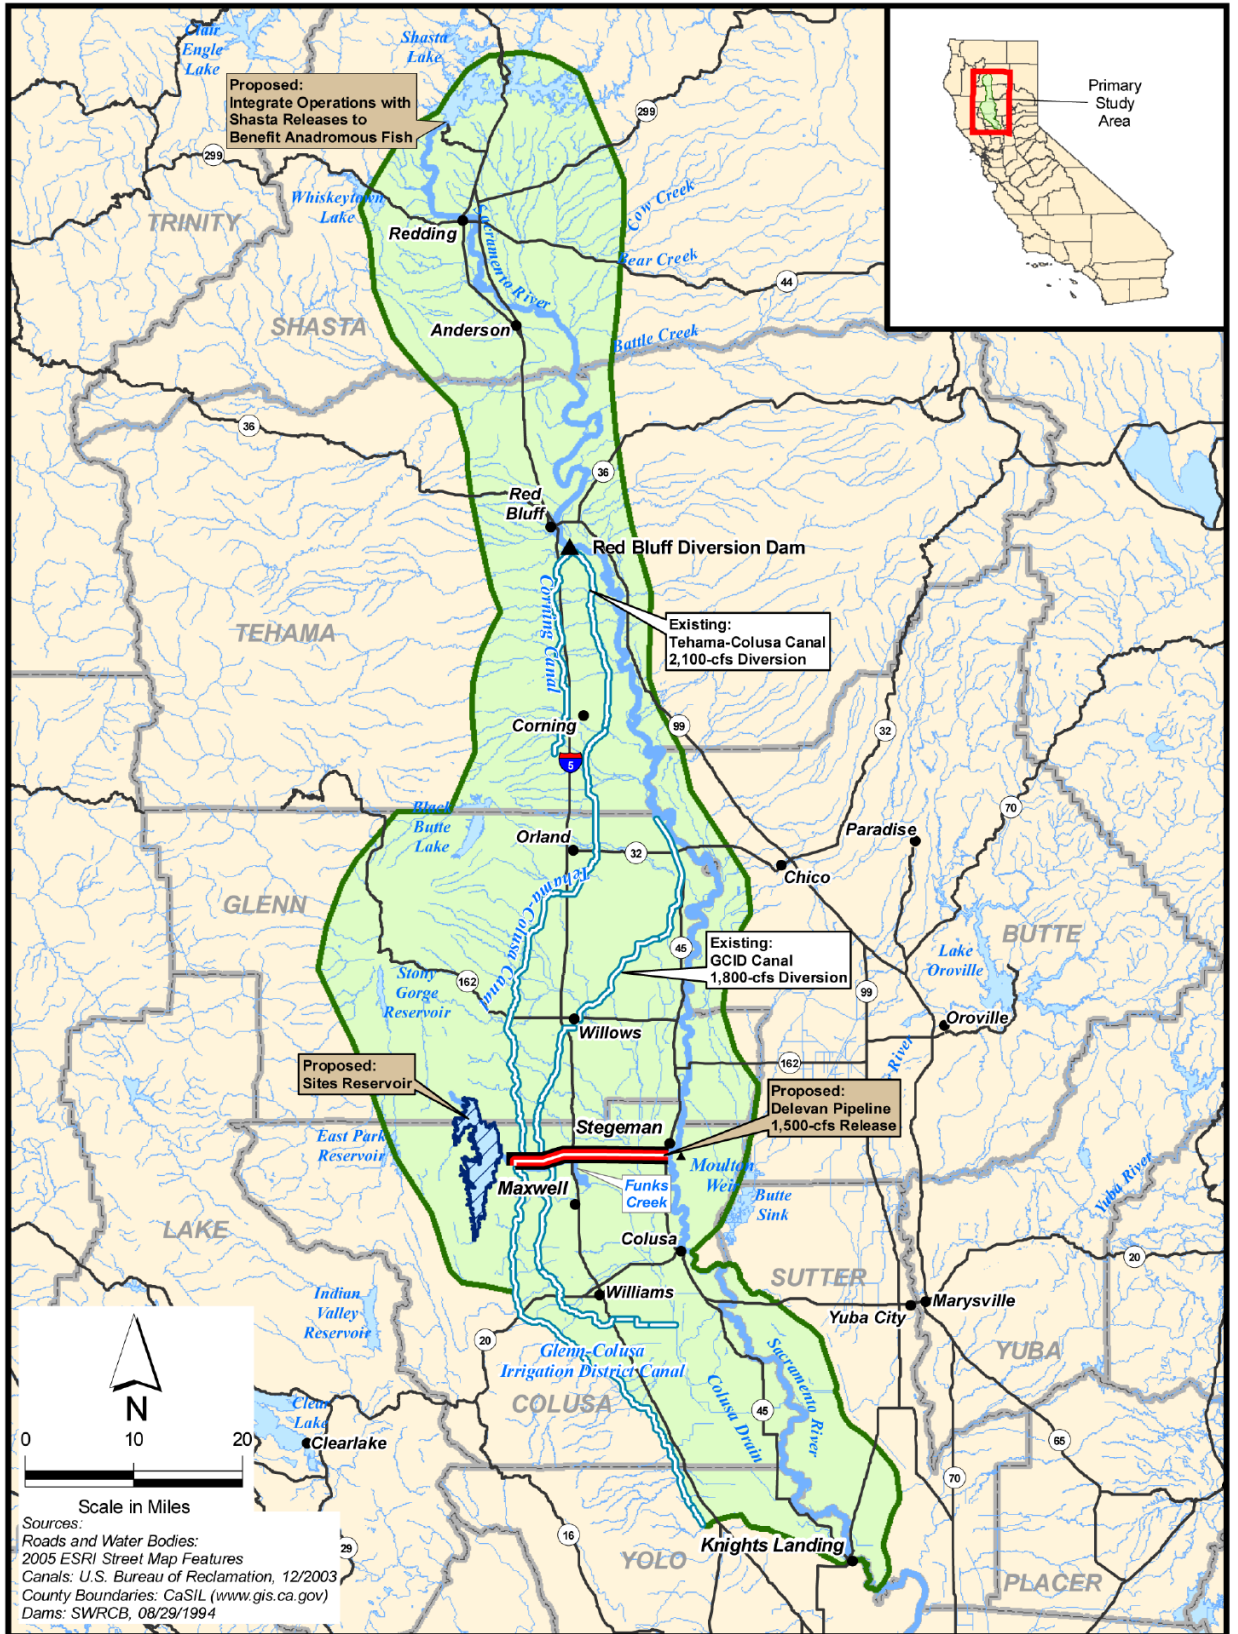 Clair
Engle
Lake
Shasta
Lake
Proposed:
Integrate Operations with
Shasta Releases to
Benefit Anadromous Fish
Primary
Study
Area
299
299
TRINITY
Whiskeytown
Lake
Cow Creek
Redding
Sacramento River
Bear Creek
44
SHASTA
Anderson
Battle Creek
36
36
Red
Bluff
Red Bluff Diversion Dam
Corning Canal
TEHAMA
Existing:
Tehama-Colusa Canal
2,100-cfs Diversion
Corning
99
32
5
70
Black
Butte
Lake
Orland
32
Paradise
Chico
GLENN
Tehama-Colusa Canal
BUTTE
45
Existing:
GCID Canal
1,800-cfs Diversion
Lake
Oroville
Stony
Gorge
Reservoir
162
99
Willows
Oroville
River
162
Proposed:
Sites Reservoir
Proposed:
Delevan Pipeline
1,500-cfs Release
Stegeman
East Park
Reservoir
Moulton
Weir
Maxwell
Funks
Creek
Butte
Sink
Yuba River
LAKE
Colusa
20
SUTTER
Indian
Valley
Reservoir
Williams
Marysville
Yuba City
20
YUBA
Glenn-Colusa
Irrigation District Canal
Sacramento River
COLUSA
Colusa Drain
45
N
Clear
Lake
Clearlake
65
0 10 20
Scale in Miles
70
Sources:
Roads and Water Bodies:
2005 ESRI Street Map Features
Canals: U.S. Bureau of Reclamation, 12/2003
County Boundaries: CaSIL (www.gis.ca.gov)
Dams: SWRCB, 08/29/1994
29
16
YOLO
Knights Landing
PLACER